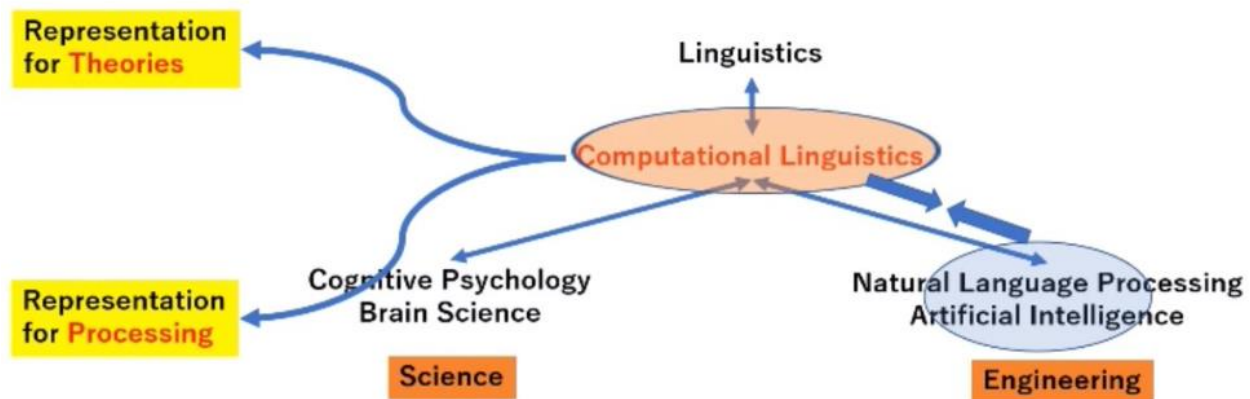 Representation
for Theories
Linguistics
Computational Linguistics
Cognitive Psychology
Brain Science
Natural Language Processing
Artificial Intelligence
Representation
for Processing
Science
Engineering